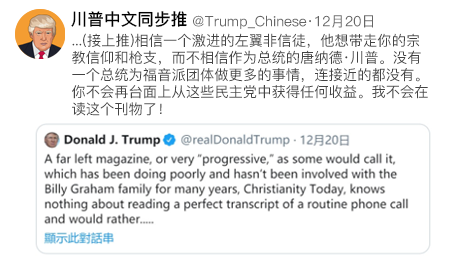 川普中文同步推 @Trump_Chinese·12月20日
...(接上推)相信一个激进的左翼非信徒，他想带走你的宗
教信仰和枪支，而不相信作为总统的唐纳德·川普。没有
一个总统为福音派团体做更多的事情，连接近的都没有。
你不会再台面上从这些民主党中获得任何收益。我不会在
读这个刊物了！
Donald J. Trump @realDonaldTrump · 12月20日
A far left magazine, or very “progressive,” as some would call it,
which has been doing poorly and hasn’t been involved with the
Billy Graham family for many years, Christianity Today, knows
nothing about reading a perfect transcript of a routine phone call
and would rather.....
顯示此對話串